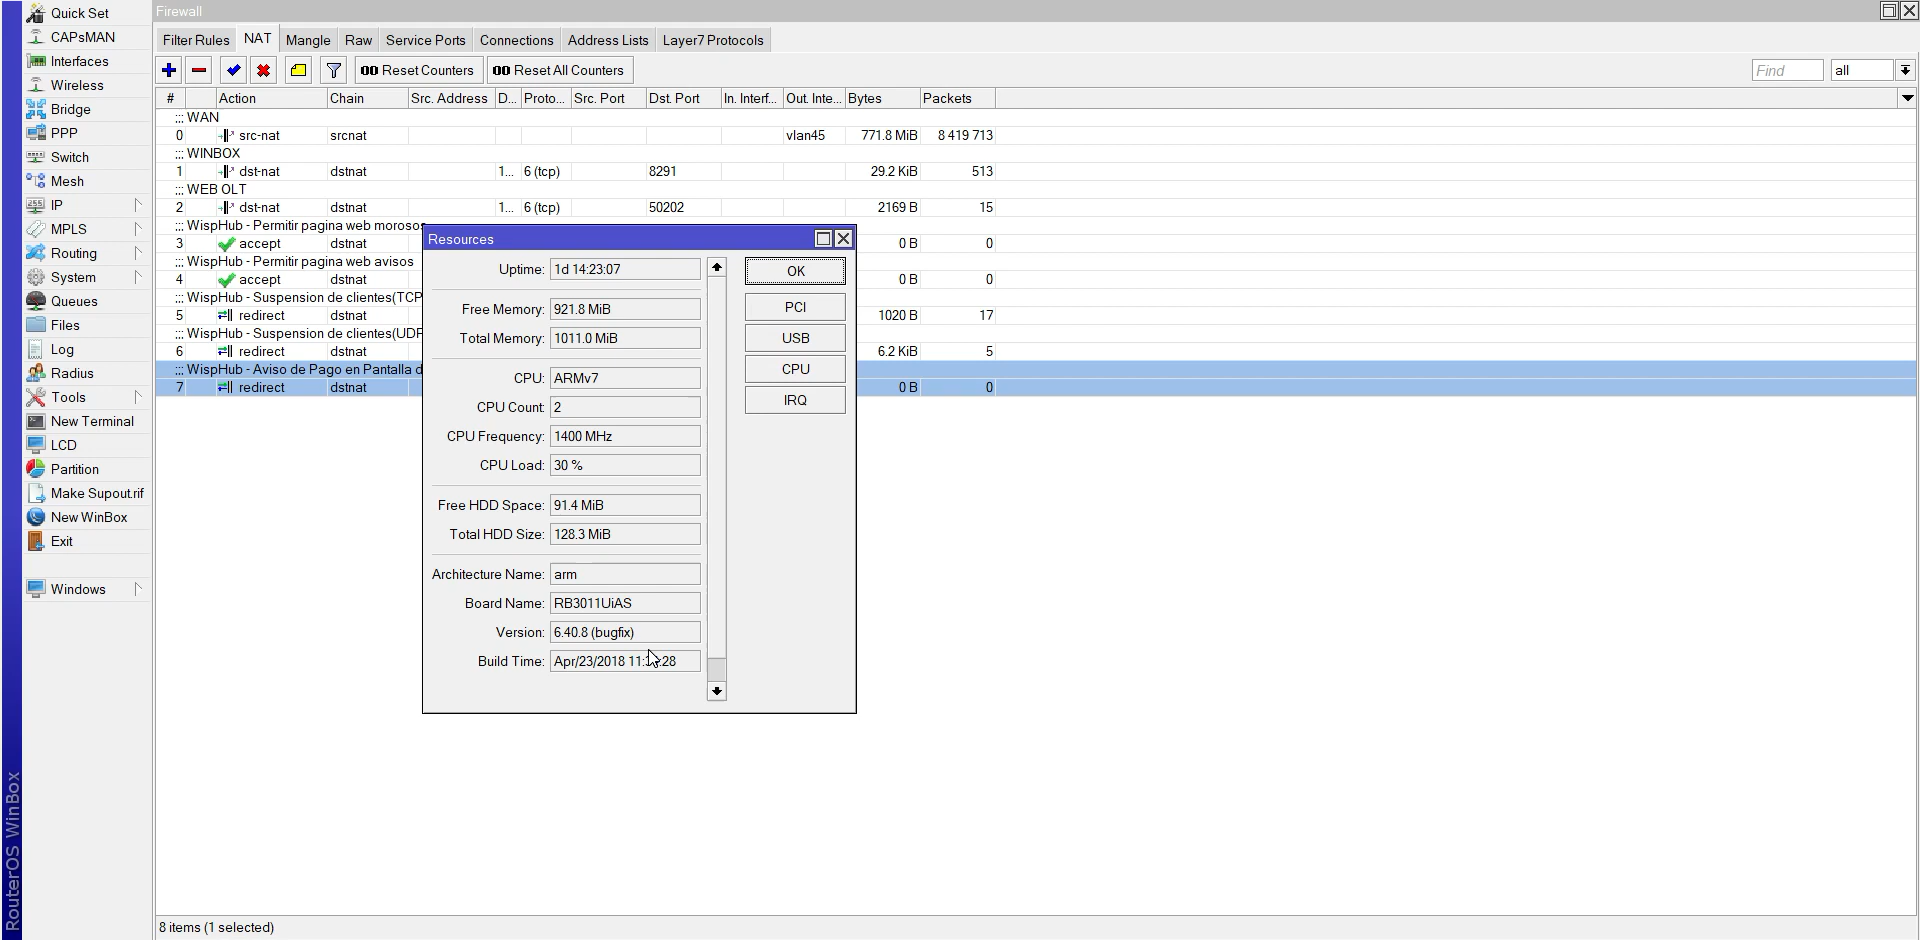 Firewall
Quick Set
CAPsMAN
Interfaces
Wireless
Bridge
PPP
Switch
Mesh
IP
MPLS
Routing
System
Queues
Files
Log
Radius
Tools
New Terminal
LCD
Partition
Make Supout.rif
New WinBox
Exit
Windows
RouterOS WinBox
Filter Rules NAT Mangle Raw Service Ports Connections Address Lists Layer7 Protocols
00 Reset Counters 00 Reset All Counters Find all
# Action Chain Src. Address D... Proto... Src. Port Dst. Port In. Interf... Out. Inte... Bytes Packets
;;; WAN
0 src-nat srcnat vlan45 771.8 MiB 8 419 713
;;; WINBOX
1 dst-nat dstnat 1... 6 (tcp) 8291 29.2 KiB 513
;;; WEB OLT
2 dst-nat dstnat 1... 6 (tcp) 50202 2169 B 15
;;; WispHub - Permitir pagina web morosos
3 accept dstnat 0 B 0
;;; WispHub - Permitir pagina web avisos
4 accept dstnat 0 B 0
;;; WispHub - Suspension de clientes(TCP
5 redirect dstnat 1020 B 17
;;; WispHub - Suspension de clientes(UDP
6 redirect dstnat 6.2 KiB 5
;;; WispHub - Aviso de Pago en Pantalla d
7 redirect dstnat 0 B 0
Resources
Uptime: 1d 14:23:07
Free Memory: 921.8 MiB
Total Memory: 1011.0 MiB
CPU: ARMv7
CPU Count: 2
CPU Frequency: 1400 MHz
CPU Load: 30 %
Free HDD Space: 91.4 MiB
Total HDD Size: 128.3 MiB
Architecture Name: arm
Board Name: RB3011UiAS
Version: 6.40.8 (bugfix)
Build Time: Apr/23/2018
OK
PCI
USB
CPU
IRQ
8 items (1 selected)